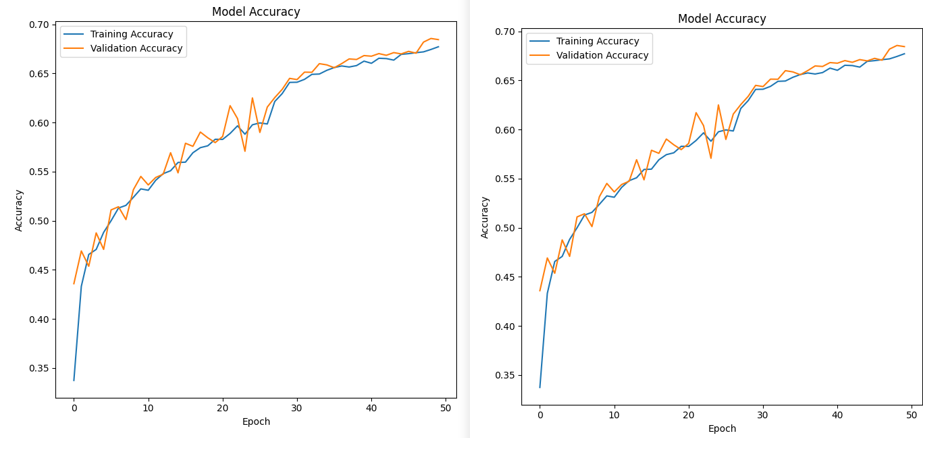 Model Accuracy
Training Accuracy
Validation Accuracy
0.70
0.65
0.60
0.55
0.50
0.45
0.40
0.35
Accuracy
0 10 20 30 40 50
Epoch
Model Accuracy
Training Accuracy
Validation Accuracy
0.70
0.65
0.60
0.55
0.50
0.45
0.40
0.35
Accuracy
0 10 20 30 40 50
Epoch